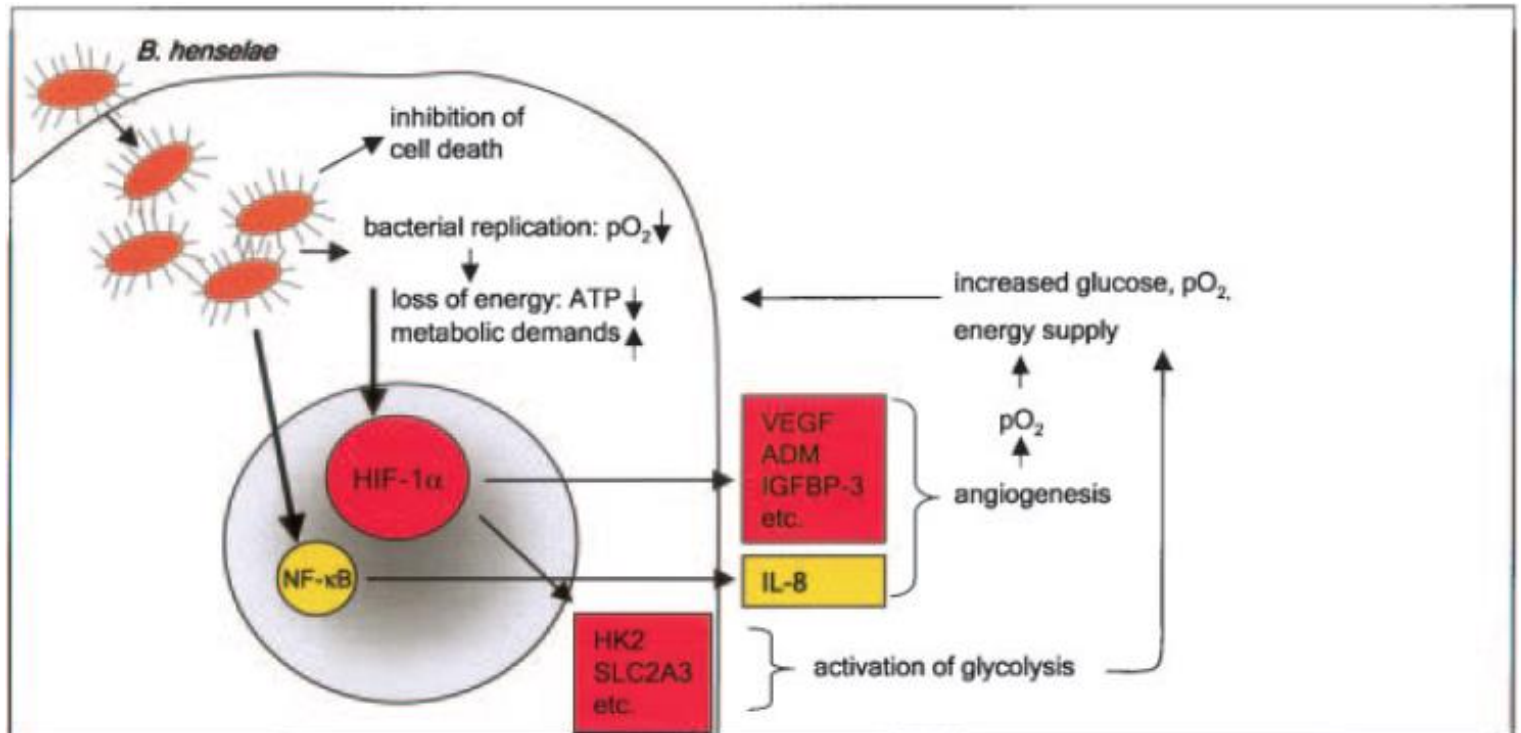 B. henselae
inhibition of
cell death
bacterial replication: pO₂↓
loss of energy: ATP↓
metabolic demands↑
increased glucose, pO₂,
energy supply
pO₂
angiogenesis
HIF-1α
VEGF
ADM
IGFBP-3
etc.
NF-κB
IL-8
HK2
SLC2A3
etc.
activation of glycolysis